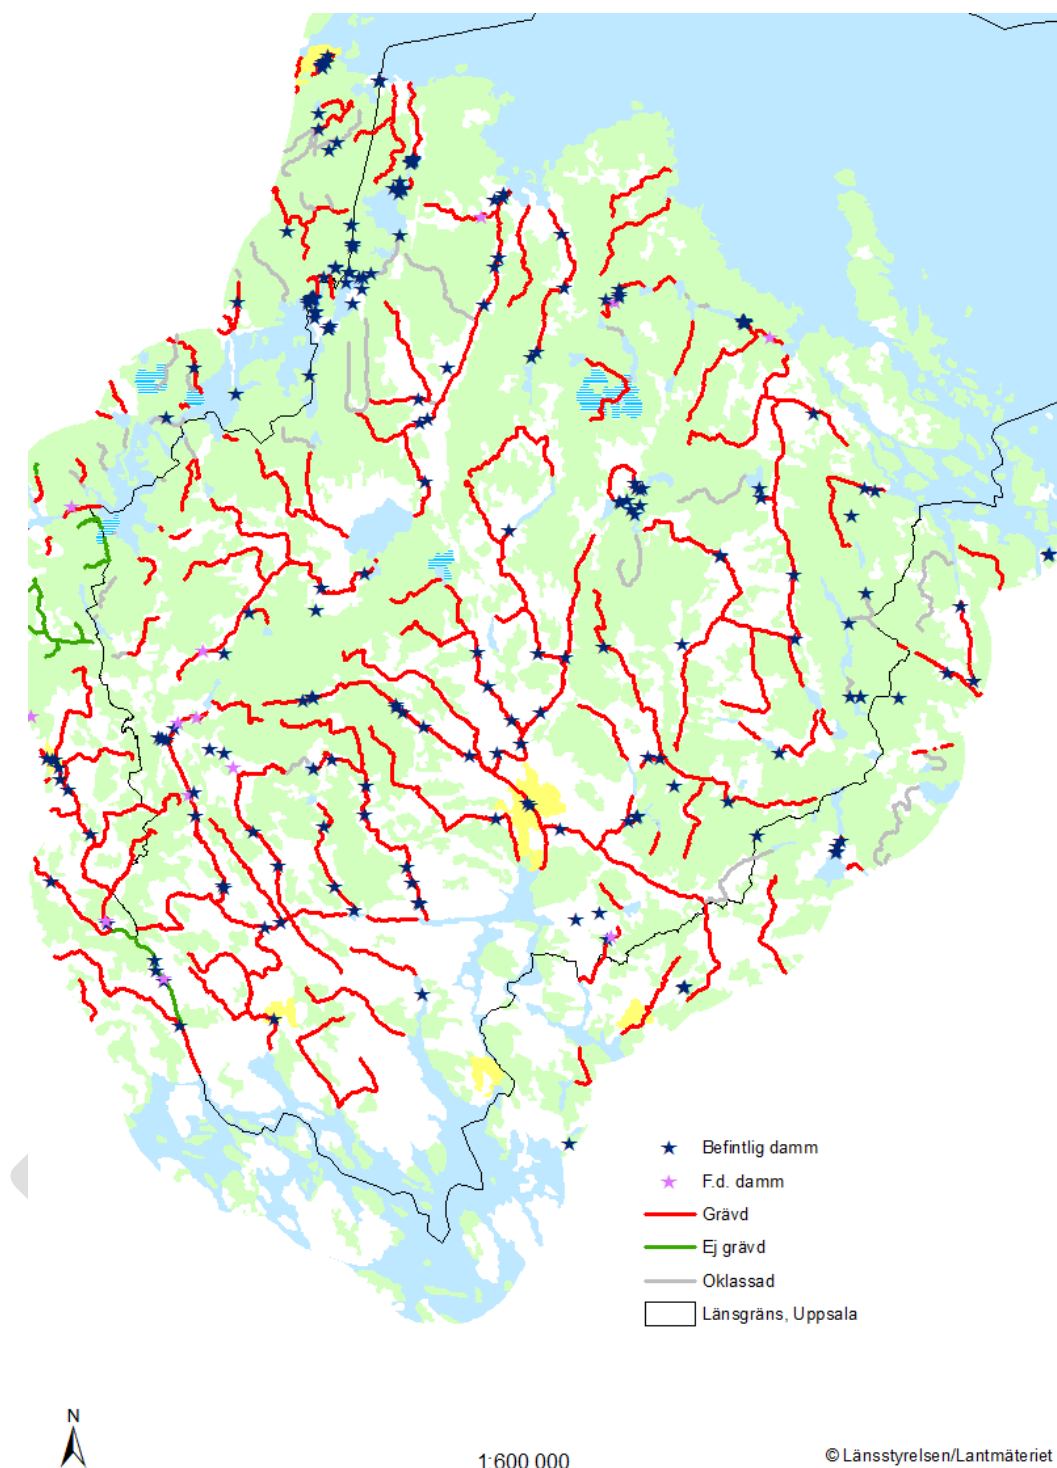 Befintlig damm
F.d. damm
Grävd
Ej grävd
Oklassad
Länsgräns, Uppsala
N
1:600 000
© Länsstyrelsen/Lantmäteriet